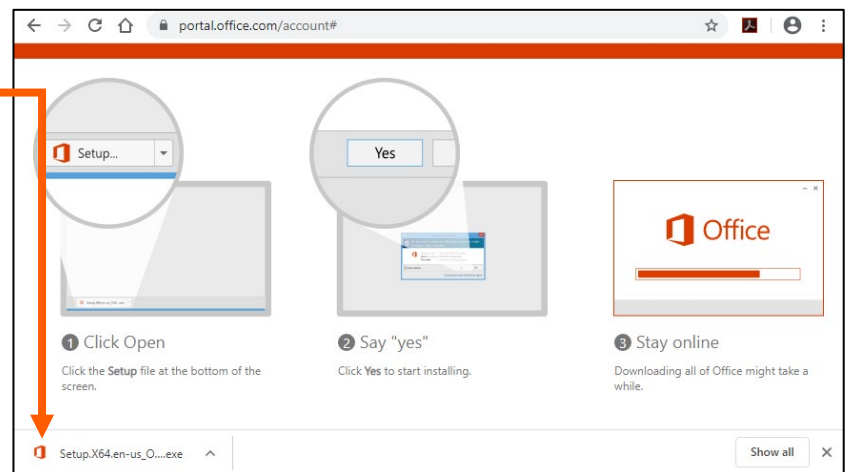 portal.office.com/account#
Setup...
Yes
Office
1 Click Open
Click the Setup file at the bottom of the
screen.
2 Say "yes"
Click Yes to start installing.
3 Stay online
Downloading all of Office might take a
while.
Setup.X64.en-us_O....exe
Show all